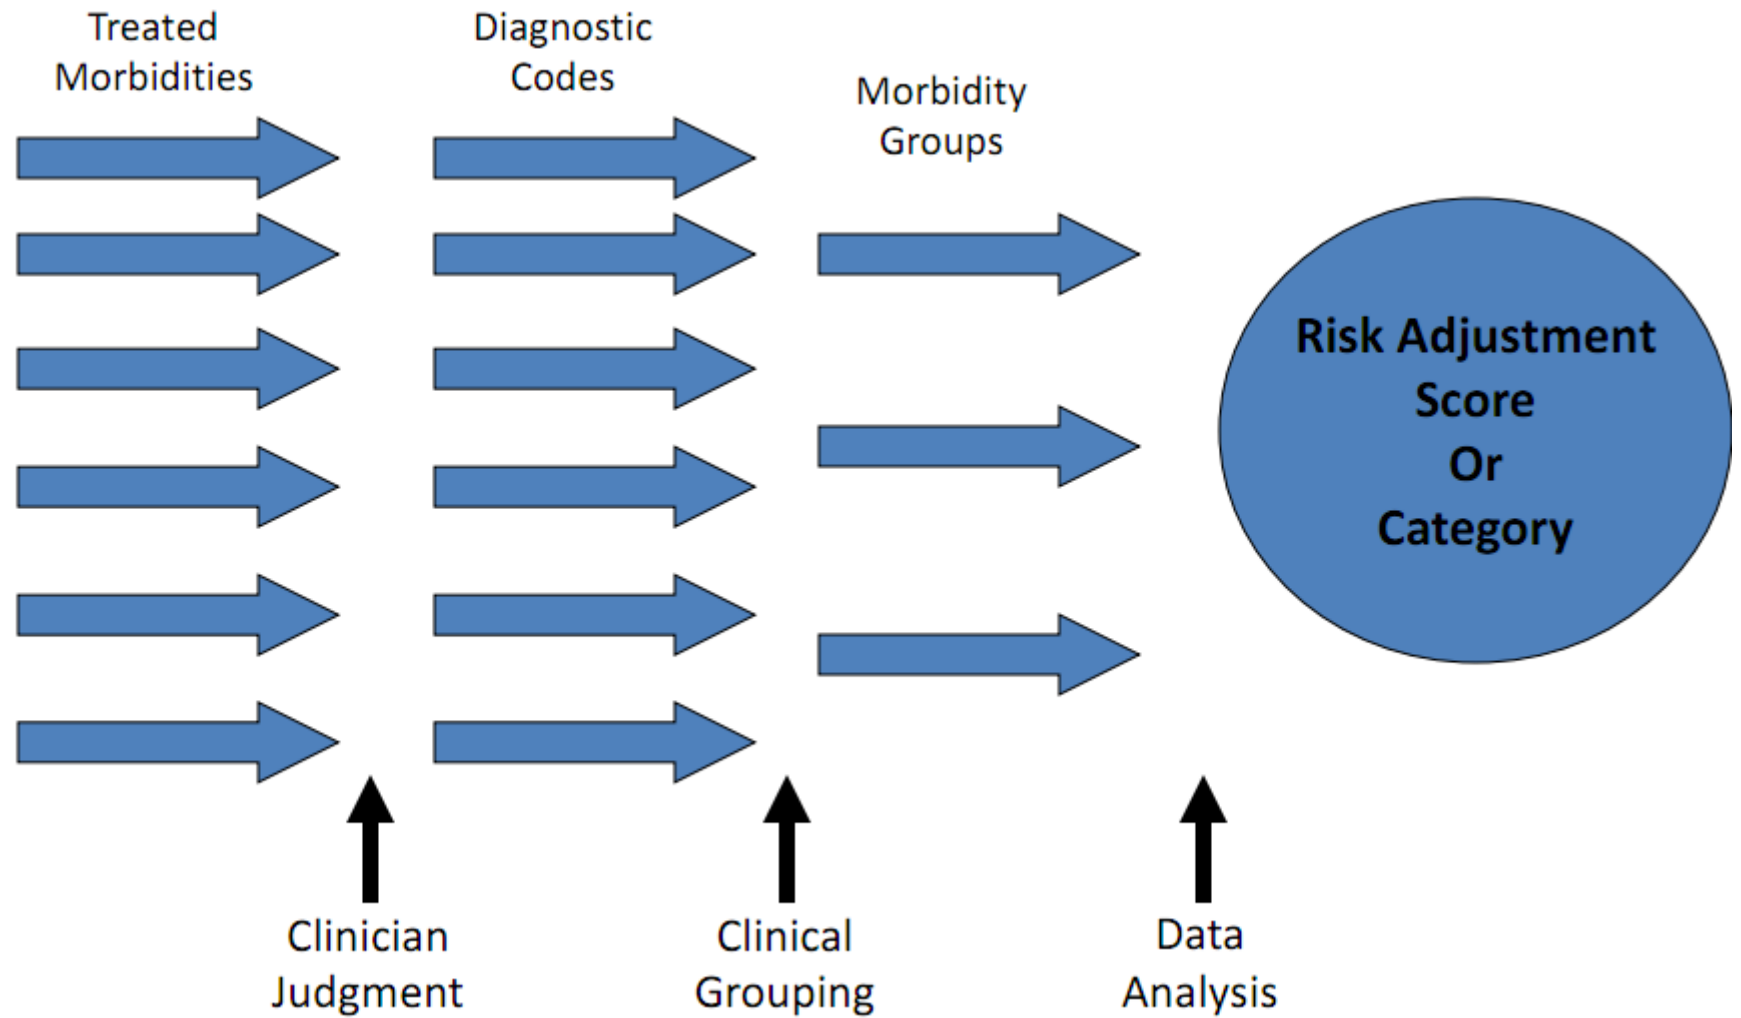 Treated
Morbidities
Diagnostic
Codes
Morbidity
Groups
Risk Adjustment
Score
Or
Category
Clinician
Judgment
Clinical
Grouping
Data
Analysis